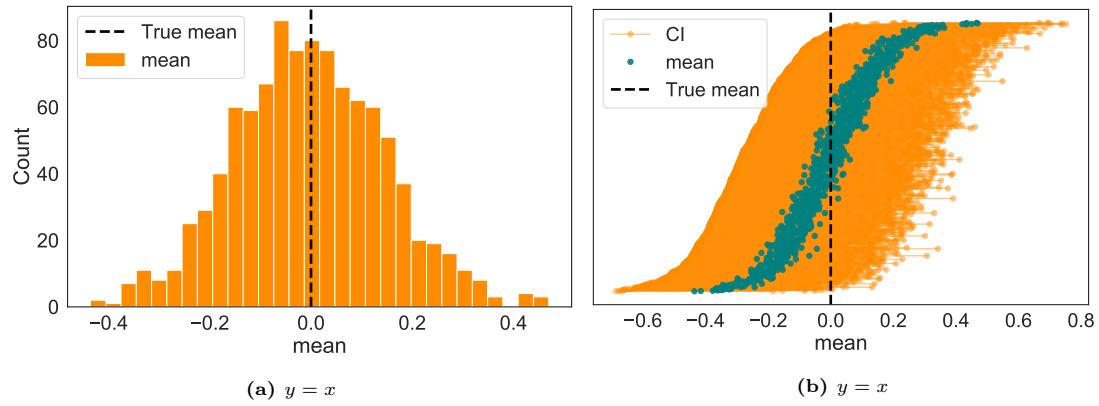 True mean
mean
80
60
40
20
0
Count
−0.4 −0.2 0.0 0.2 0.4
mean
(a) y = x
CI
mean
True mean
−0.6 −0.4 −0.2 0.0 0.2 0.4 0.6 0.8
mean
(b) y = x